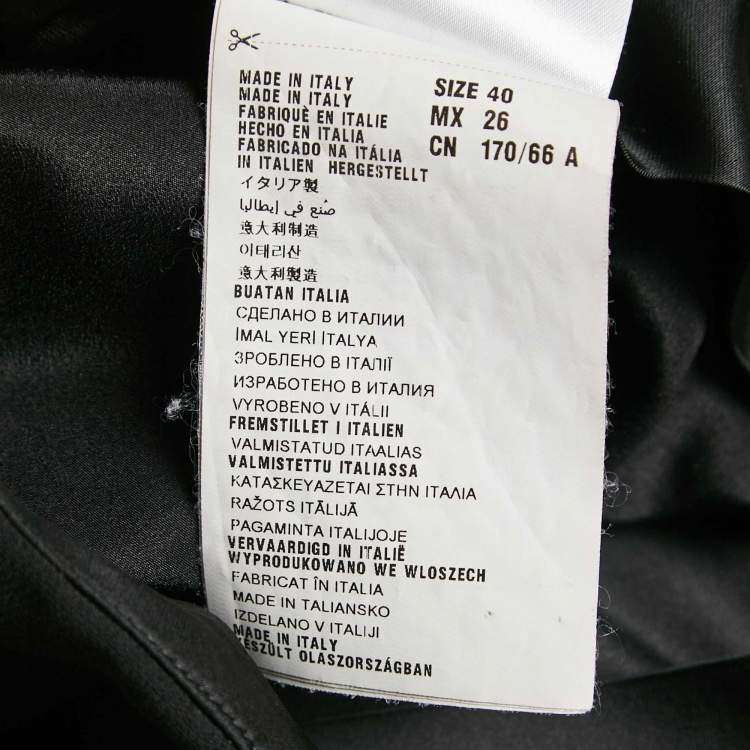 MADE IN ITALY
MADE IN ITALY
FABRIQUÈ EN ITALIE
HECHO EN ITALIA
FABRICADO NA ITÁLIA
IN ITALIEN HERGESTELLT
イタリア製
صُنع في إيطاليا
意大利制造
이태리산
意大利製造
BUATAN ITALIA
СДЕЛАНО В ИТАЛИИ
İMAL YERİ İTALYA
ЗРОБЛЕНО В ІТАЛІЇ
ИЗРАБОТЕНО В ИТАЛИЯ
VYROBENO V ITÁLII
FREMSTILLET I ITALIEN
VALMISTATUD ITAALIAS
VALMISTETTU ITALIASSA
ΚΑΤΑΣΚΕΥΑΖΕΤΑΙ ΣΤΗΝ ΙΤΑΛΙΑ
RAŽOTS ITĀLIJĀ
PAGAMINTA ITALIJOJE
VERVAARDIGD IN ITALIË
WYPRODUKOWANO WE WLOSZECH
FABRICAT ÎN ITALIA
MADE IN TALIANSKO
IZDELANO V ITALIJI
MADE IN ITALY
KÉSZÜLT OLASZORSZÁGBAN
SIZE 40
MX 26
CN 170/66 A